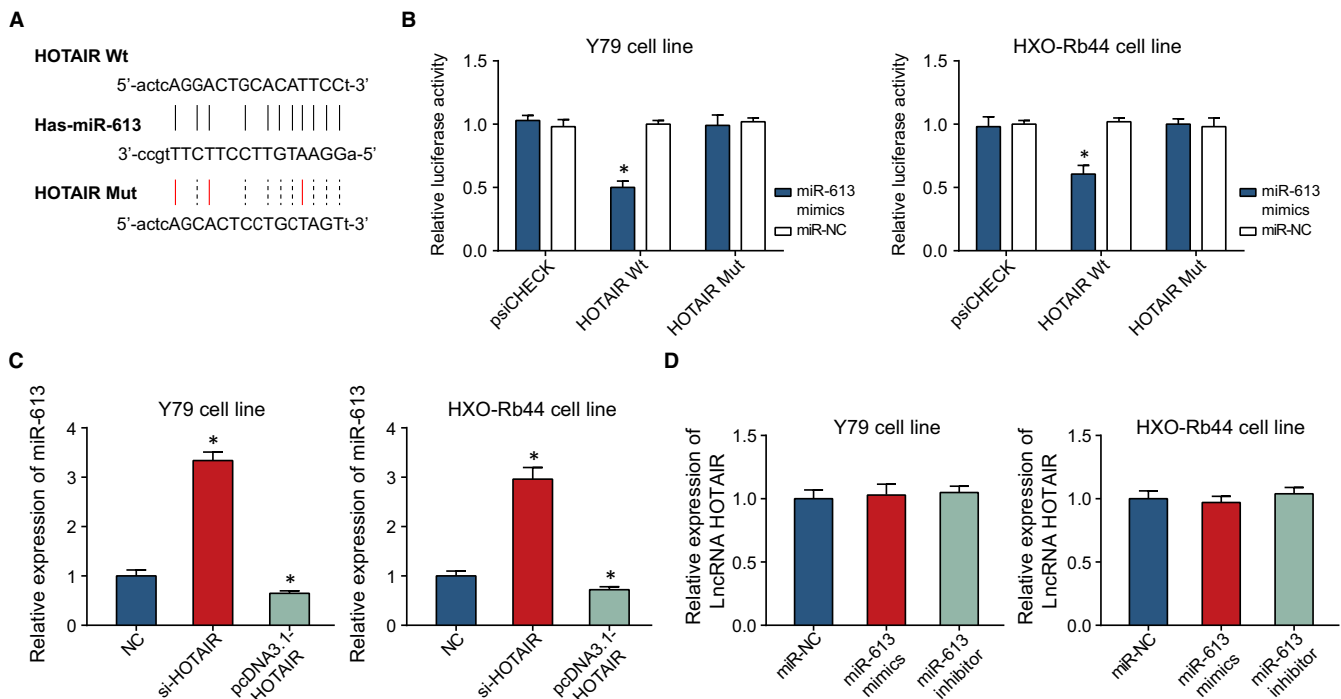 A
HOTAIR Wt
5'-actcAGGACTGCACATTCCt-3'
Has-miR-613
3'-ccgtTTCTTCCTTGTAAGGa-5'
HOTAIR Mut
5'-actcAGCACTCCTGCTAGTt-3'
B
Y79 cell line
Relative luciferase activity
1.5
1.0
0.5
0.0
*
psiCHECK
HOTAIR Wt
HOTAIR Mut
miR-613
mimics
miR-NC
HXO-Rb44 cell line
Relative luciferase activity
1.5
1.0
0.5
0.0
*
psiCHECK
HOTAIR Wt
HOTAIR Mut
miR-613
mimics
miR-NC
C
Y79 cell line
Relative expression of miR-613
4
3
2
1
0
*
*
NC
si-HOTAIR
pcDNA3.1-
HOTAIR
HXO-Rb44 cell line
Relative expression of miR-613
4
3
2
1
0
*
*
NC
si-HOTAIR
pcDNA3.1-
HOTAIR
D
Y79 cell line
Relative expression of
LncRNA HOTAIR
1.5
1.0
0.5
0.0
miR-NC
miR-613
mimics
miR-613
inhibitor
HXO-Rb44 cell line
Relative expression of
LncRNA HOTAIR
1.5
1.0
0.5
0.0
miR-NC
miR-613
mimics
miR-613
inhibitor